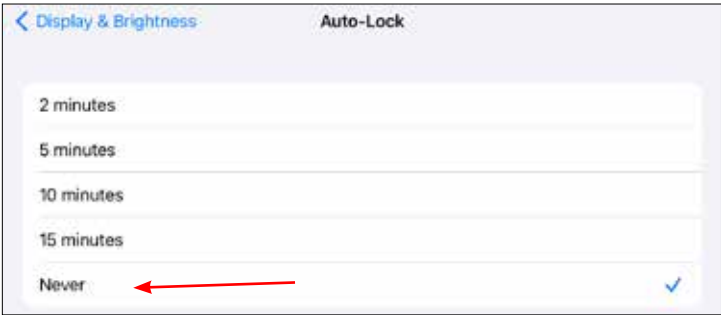 Display & Brightness
Auto-Lock
2 minutes
5 minutes
10 minutes
15 minutes
Never